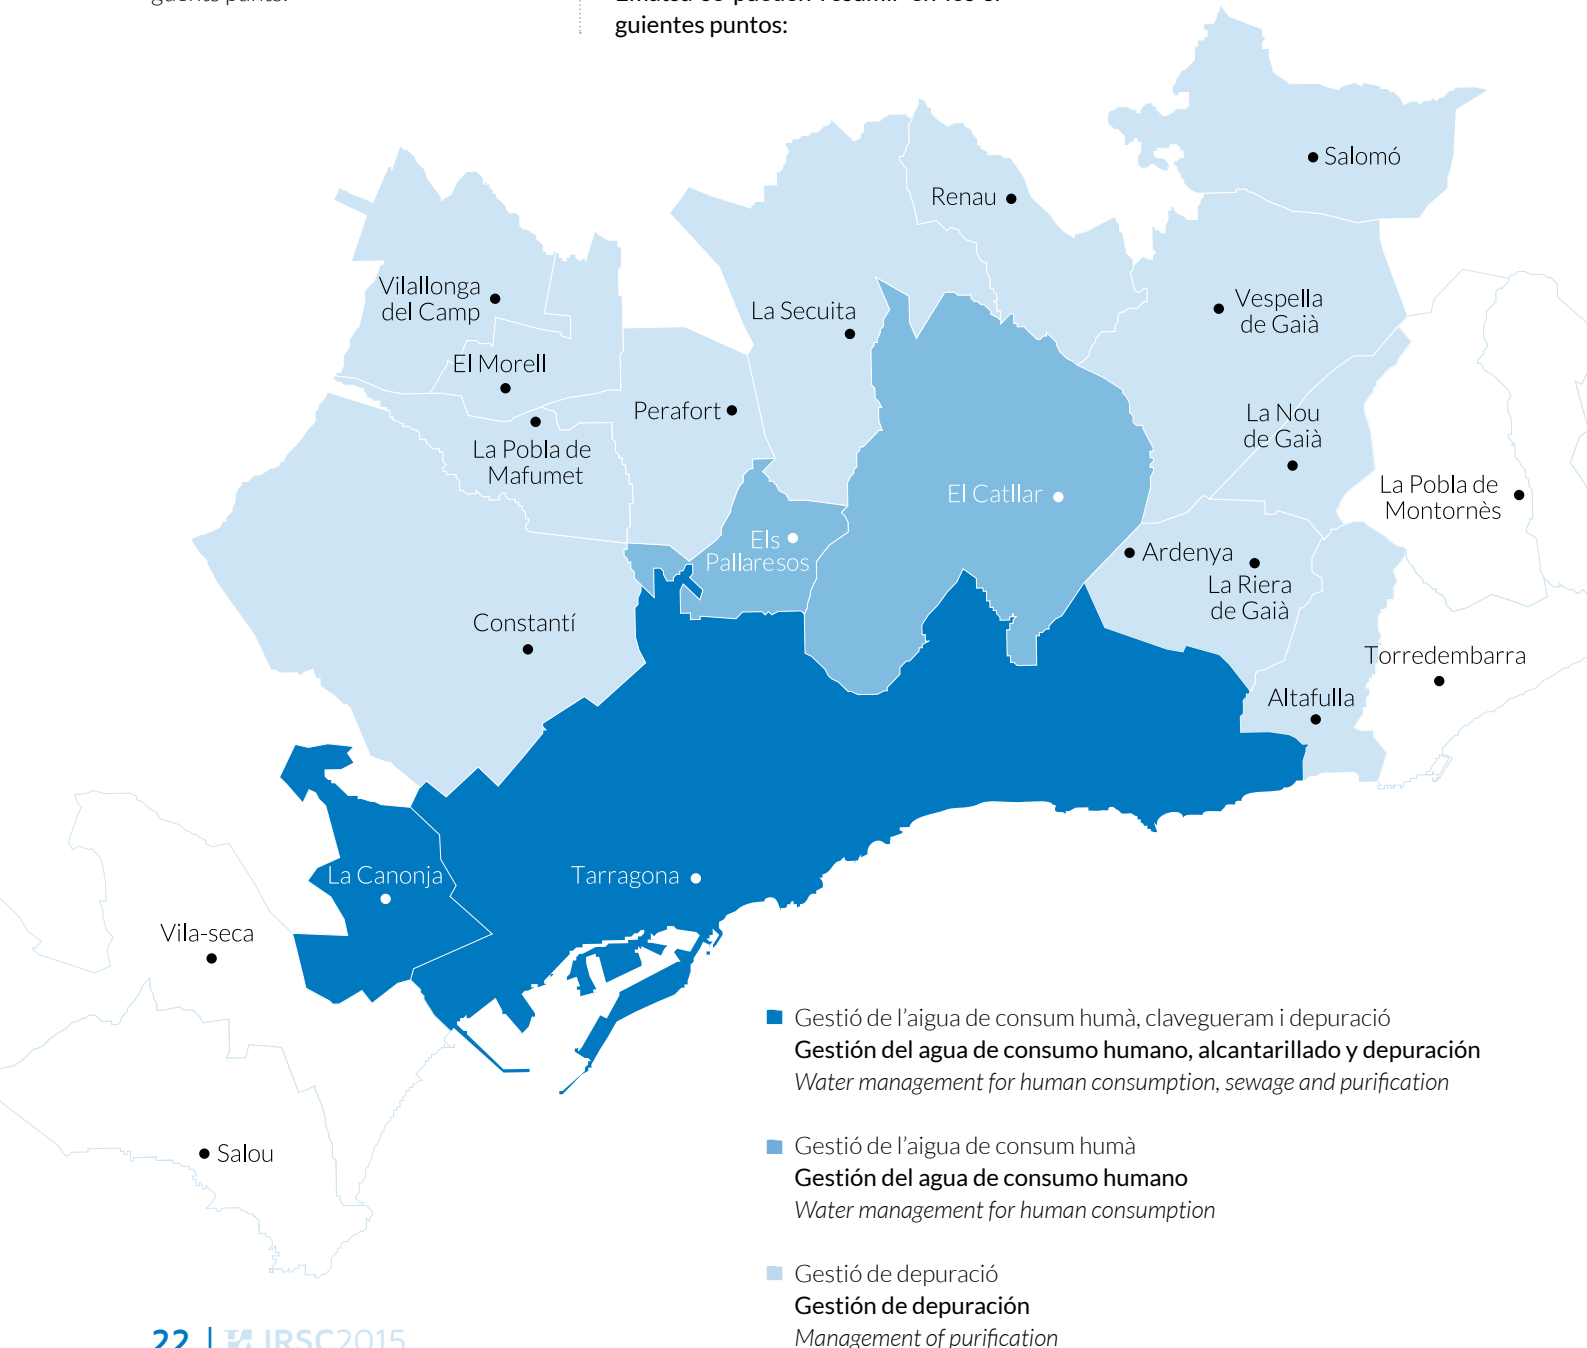 güents punts:
guientes puntos:
Salomó
Renau
Vilallonga
del Camp
La Secuita
Vespella
de Gaià
El Morell
Perafort
La Nou
de Gaià
La Pobla de
Mafumet
El Catllar
La Pobla de
Montornès
Els
Pallaresos
Ardenya
La Riera
de Gaià
Constantí
Torredembarra
Altafulla
La Canonja
Tarragona
Vila-seca
Salou
Gestió de l’aigua de consum humà, clavegueram i depuració
Gestión del agua de consumo humano, alcantarillado y depuración
Water management for human consumption, sewage and purification
Gestió de l’aigua de consum humà
Gestión del agua de consumo humano
Water management for human consumption
Gestió de depuració
Gestión de depuración
Management of purification
22 | IRSC2015